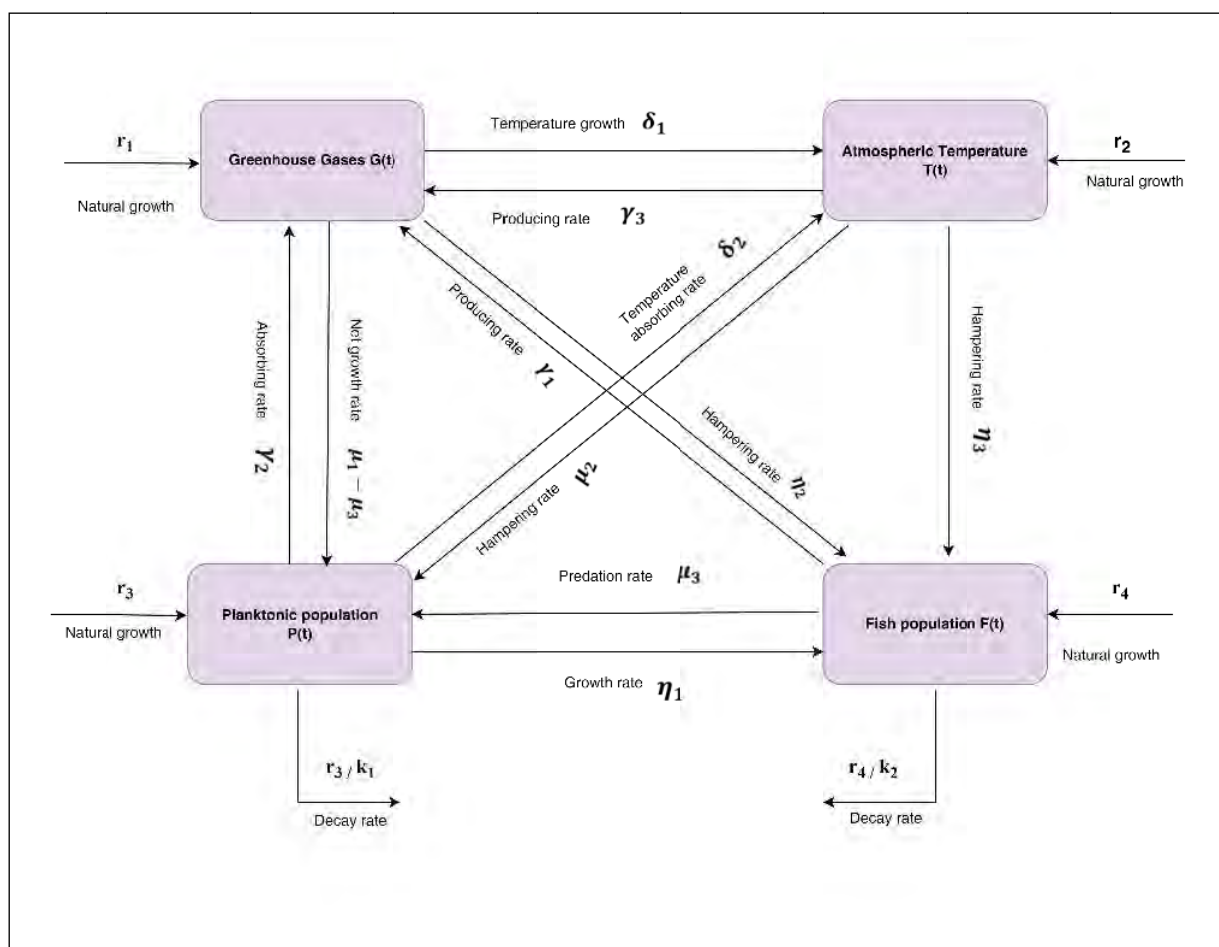 Temperature growth δ₁
r₁
Greenhouse Gases G(t)
Atmospheric Temperature
T(t)
r₂
Natural growth
Natural growth
Producing rate γ₃
Temperature
absorbing rate δ₂
Producing rate γ₁
Absorbing rate γ₂
Net growth rate μ₁ – μ₃
Hampering rate η₃
Hampering rate η₂
Hampering rate μ₂
Predation rate μ₃
r₃
Natural growth
Planktonic population
P(t)
Fish population F(t)
r₄
Natural growth
Growth rate η₁
r₃ / k₁
Decay rate
r₄ / k₂
Decay rate